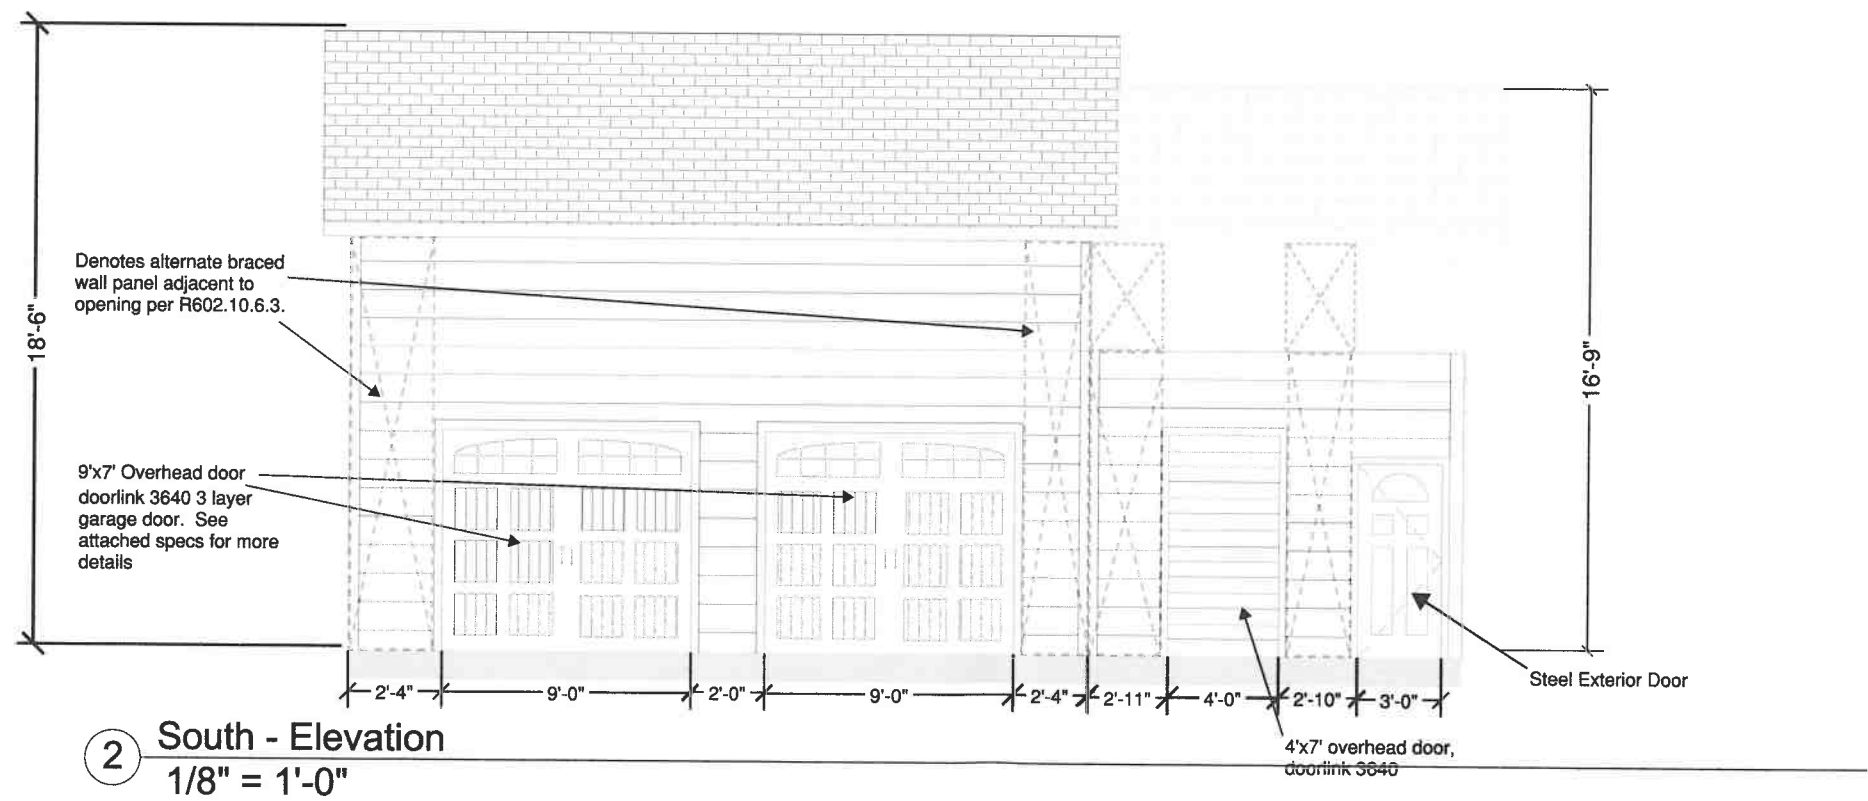 18'-6"
16'-9"
Denotes alternate braced
wall panel adjacent to
opening per R602.10.6.3.
9'x7' Overhead door
doorlink 3640 3 layer
garage door. See
attached specs for more
details
Steel Exterior Door
2'-4" 9'-0" 2'-0" 9'-0" 2'-4" 2'-11" 4'-0" 2'-10" 3'-0"
4'x7' overhead door,
doorlink 3640
2 South - Elevation
1/8" = 1'-0"